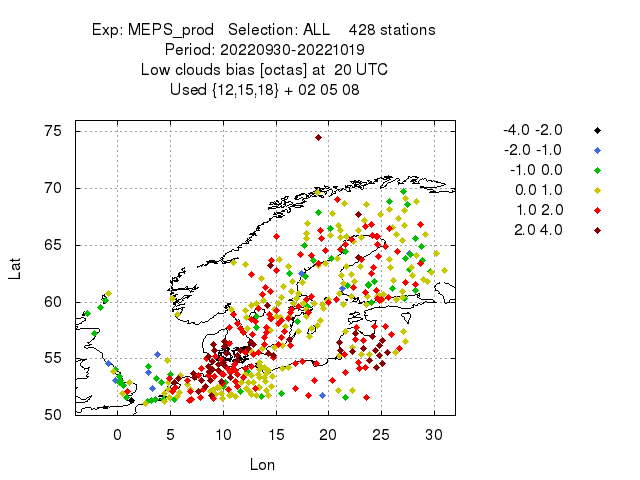 Exp: MEPS_prod   Selection: ALL    428 stations
Period: 20220930-20221019
Low clouds bias [octas] at  20 UTC
Used {12,15,18} + 02 05 08
75
70
65
60
55
50
Lat
0 5 10 15 20 25 30
Lon
-4.0 -2.0
-2.0 -1.0
-1.0 0.0
0.0 1.0
1.0 2.0
2.0 4.0